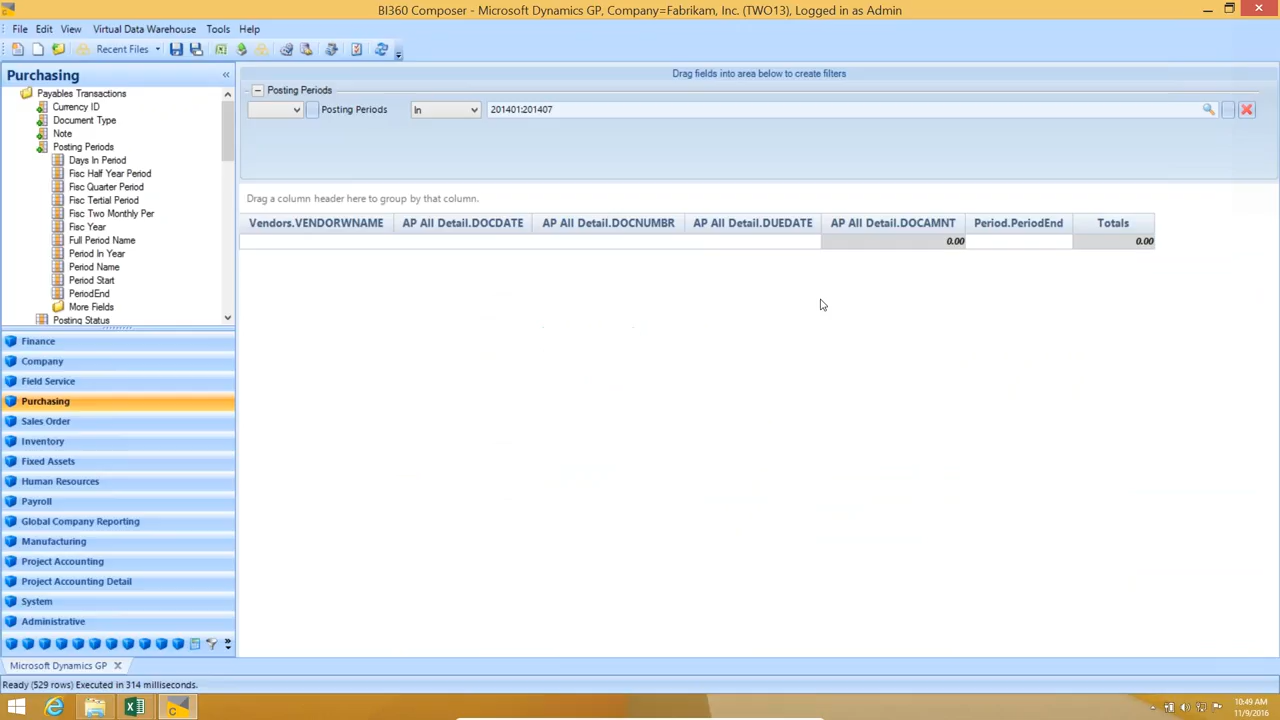 BI360 Composer - Microsoft Dynamics GP, Company=Fabrikam, Inc. (TWO13), Logged in as Admin
File Edit View Virtual Data Warehouse Tools Help
Recent Files
Purchasing
Payables Transactions
Currency ID
Document Type
Note
Posting Periods
Days In Period
Fisc Half Year Period
Fisc Quarter Period
Fisc Tertial Period
Fisc Two Monthly Per
Fisc Year
Full Period Name
Period In Year
Period Name
Period Start
PeriodEnd
More Fields
Posting Status
Finance
Company
Field Service
Purchasing
Sales Order
Inventory
Fixed Assets
Human Resources
Payroll
Global Company Reporting
Manufacturing
Project Accounting
Project Accounting Detail
System
Administrative
Drag fields into area below to create filters
Posting Periods
Posting Periods In 201401:201407
Drag a column header here to group by that column.
Vendors.VENDORWNAME AP All Detail.DOCDATE AP All Detail.DOCNUMBR AP All Detail.DUEDATE AP All Detail.DOCAMNT Period.PeriodEnd Totals
0.00 0.00
Microsoft Dynamics GP
Ready (529 rows) Executed in 314 milliseconds.
10:49 AM
11/9/2016